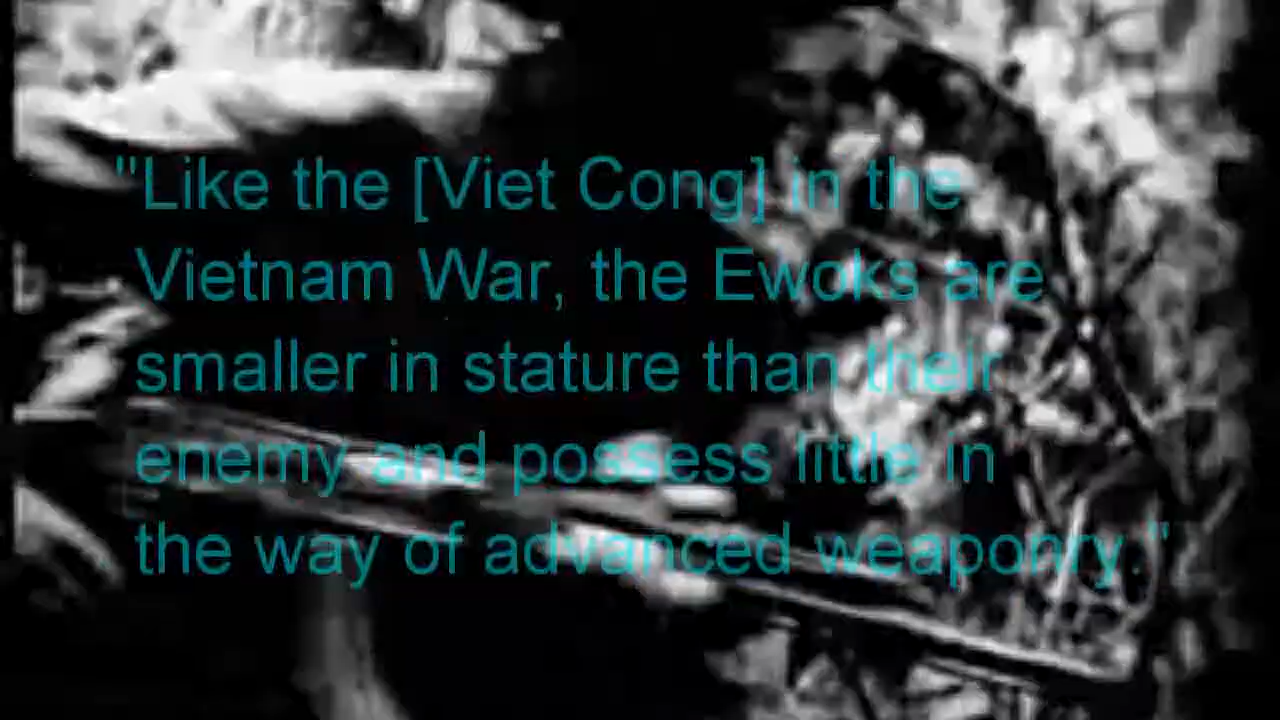 "Like the [Viet Cong] in the
Vietnam War, the Ewoks are
smaller in stature than their
enemy and possess little in
the way of advanced weaponry."